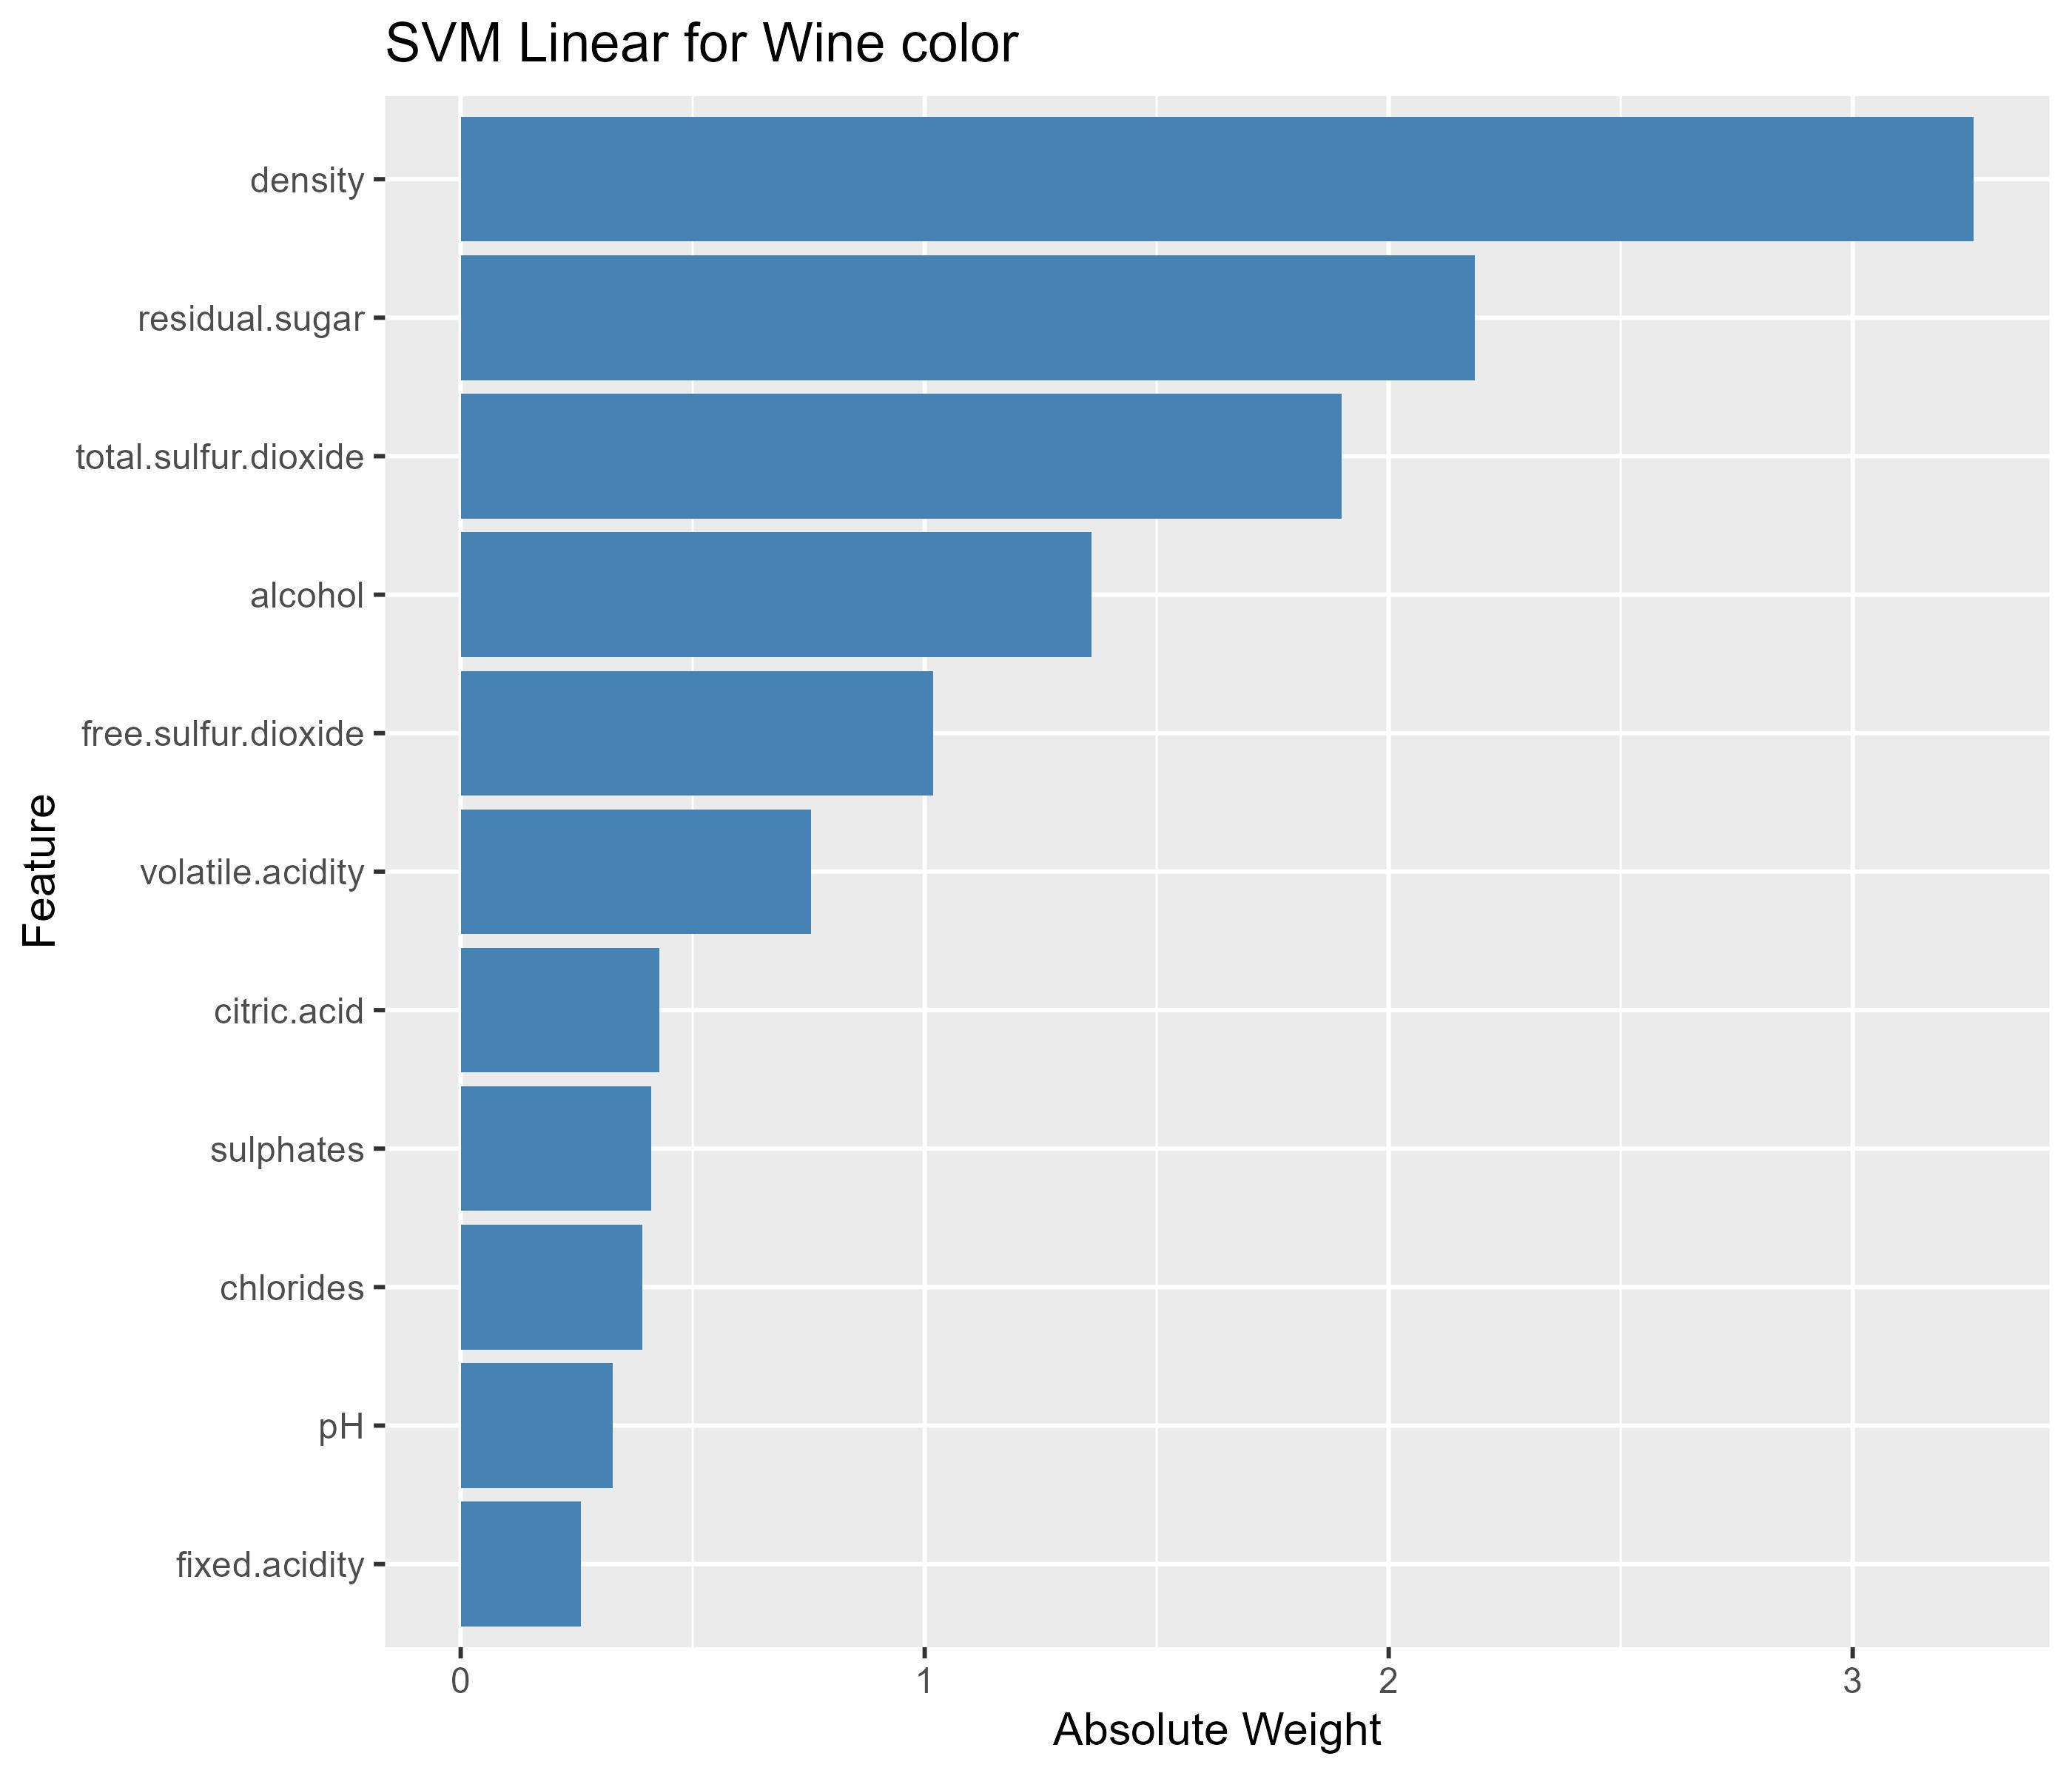 SVM Linear for Wine color
density
residual.sugar
total.sulfur.dioxide
alcohol
free.sulfur.dioxide
volatile.acidity
citric.acid
sulphates
chlorides
pH
fixed.acidity
Feature
0 1 2 3
Absolute Weight